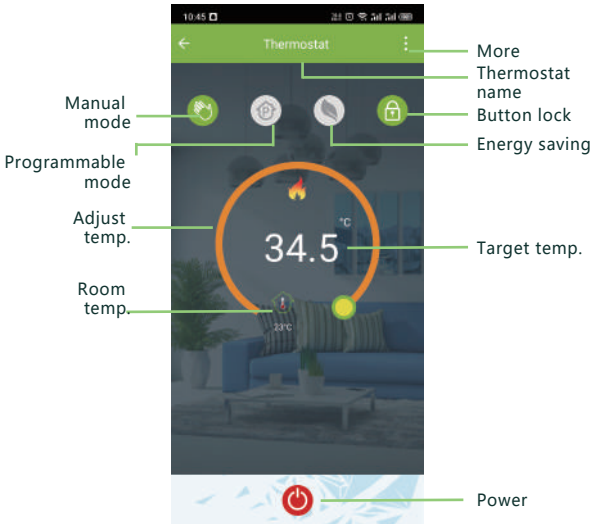 10:45
Thermostat
More
Thermostat
name
Manual
mode
Button lock
Energy saving
Programmable
mode
P
Adjust
temp.
°C
34.5
Target temp.
Room
temp.
23°C
Power